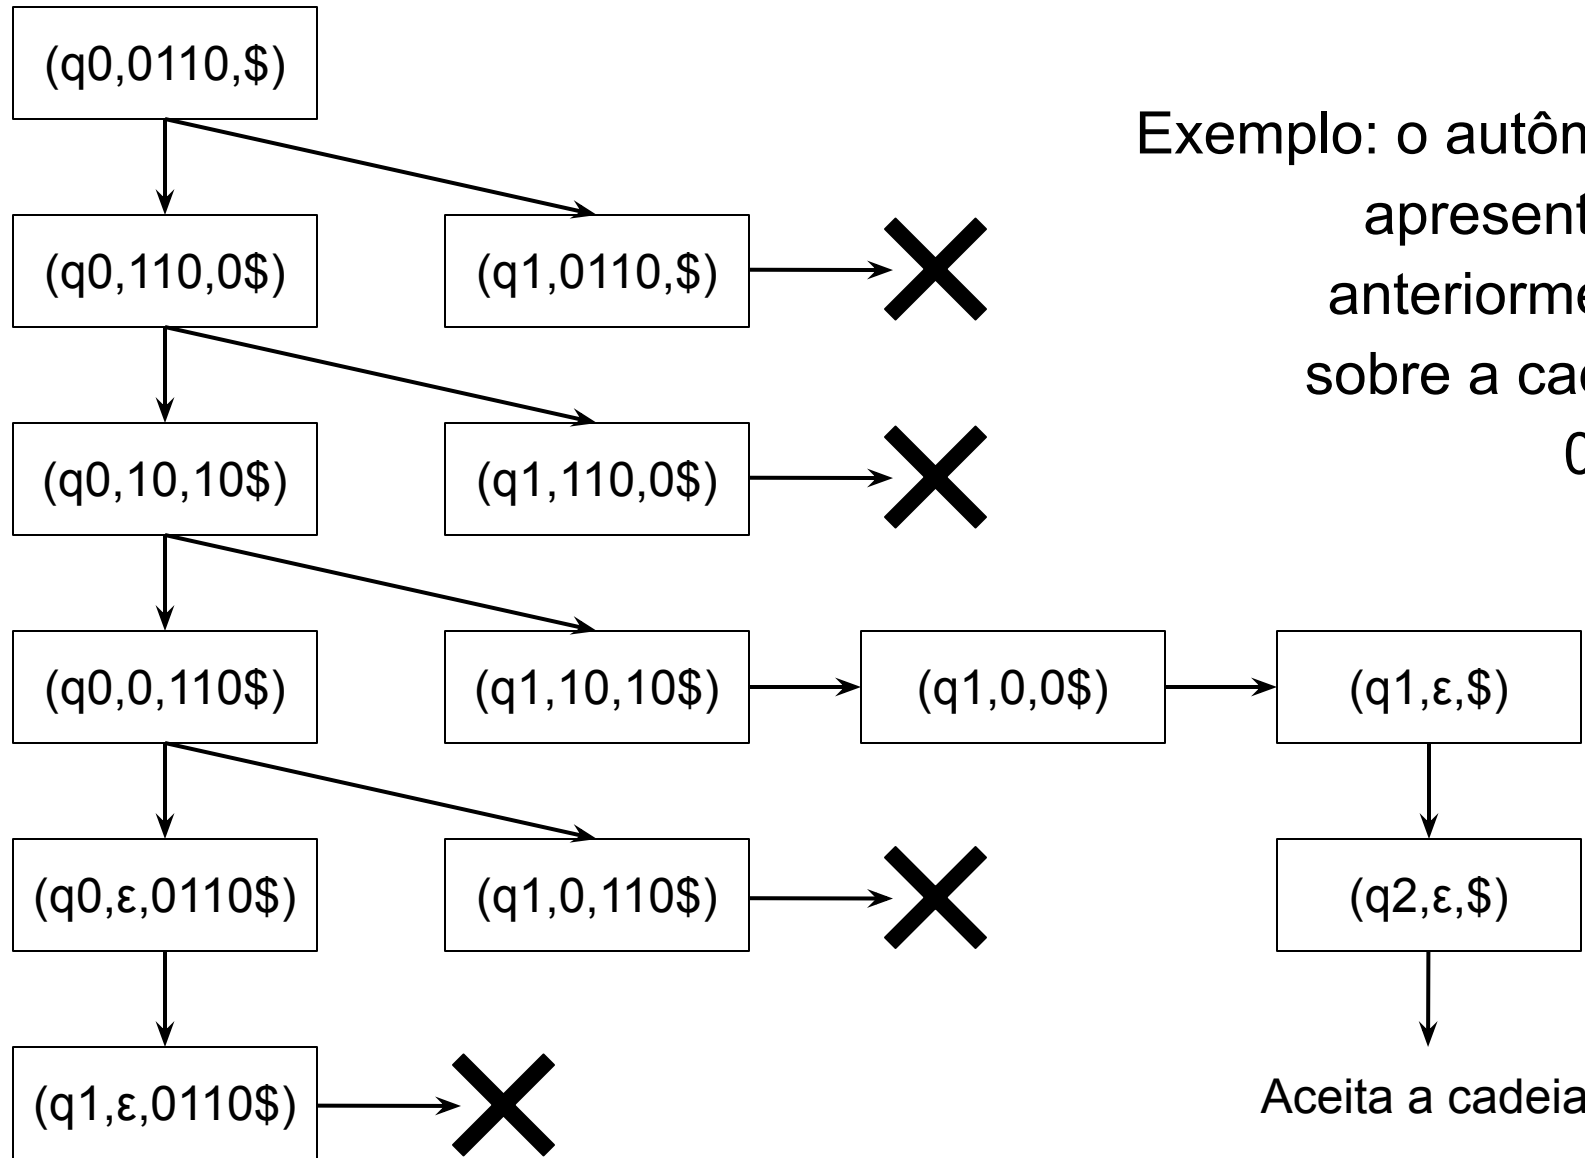 (q0,0110,$)
Exemplo: o autôn
apresent
anteriorme
sobre a cad
(q0,110,0$)
(q1,0110,$)
(q0,10,10$)
(q1,110,0$)
(q0,0,110$)
(q1,10,10$)
(q1,0,0$)
(q1,ε,$)
(q0,ε,0110$)
(q1,0,110$)
(q2,ε,$)
(q1,ε,0110$)
Aceita a cadeia